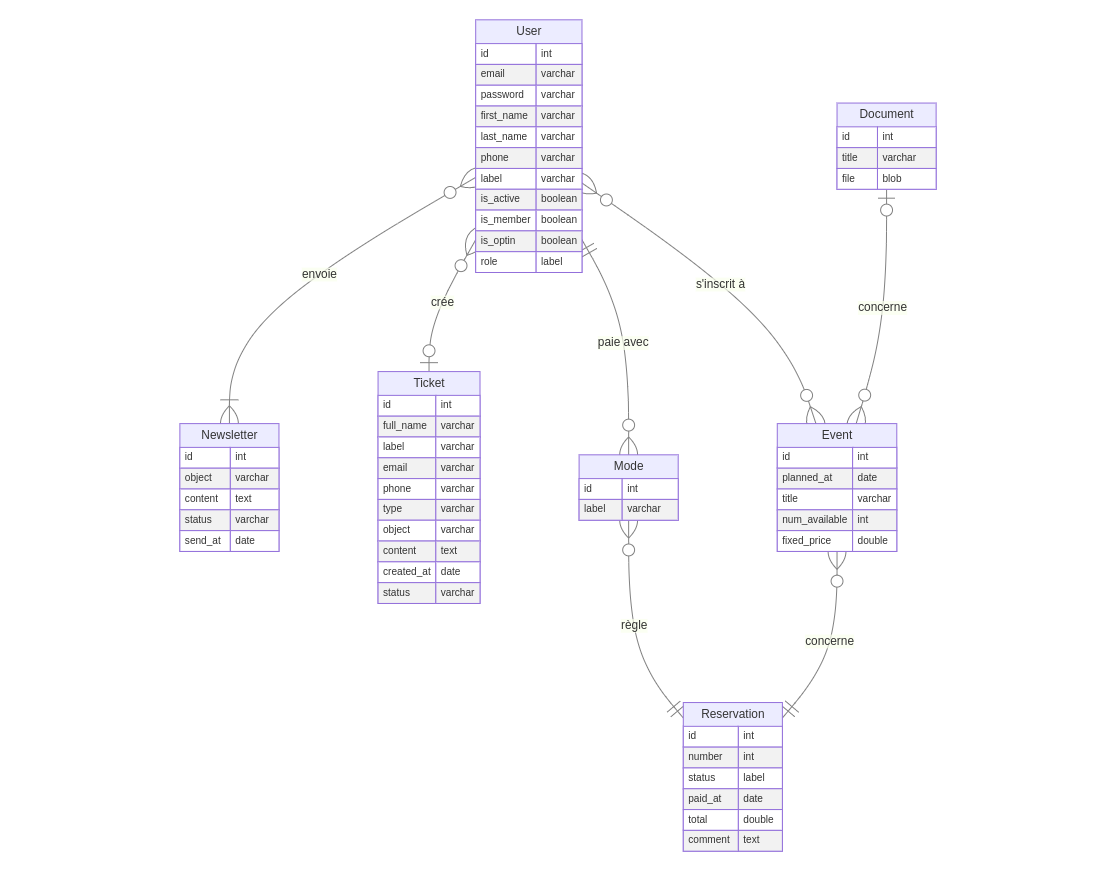 User
id int
email varchar
password varchar
first_name varchar
last_name varchar
phone varchar
label varchar
is_active boolean
is_member boolean
is_optin boolean
role label
Document
id int
title varchar
file blob
envoie
crée
paie avec
s'inscrit à
concerne
Ticket
id int
full_name varchar
label varchar
email varchar
phone varchar
type varchar
object varchar
content text
created_at date
status varchar
Newsletter
id int
object varchar
content text
status varchar
send_at date
Mode
id int
label varchar
Event
id int
planned_at date
title varchar
num_available int
fixed_price double
règle
concerne
Reservation
id int
number int
status label
paid_at date
total double
comment text